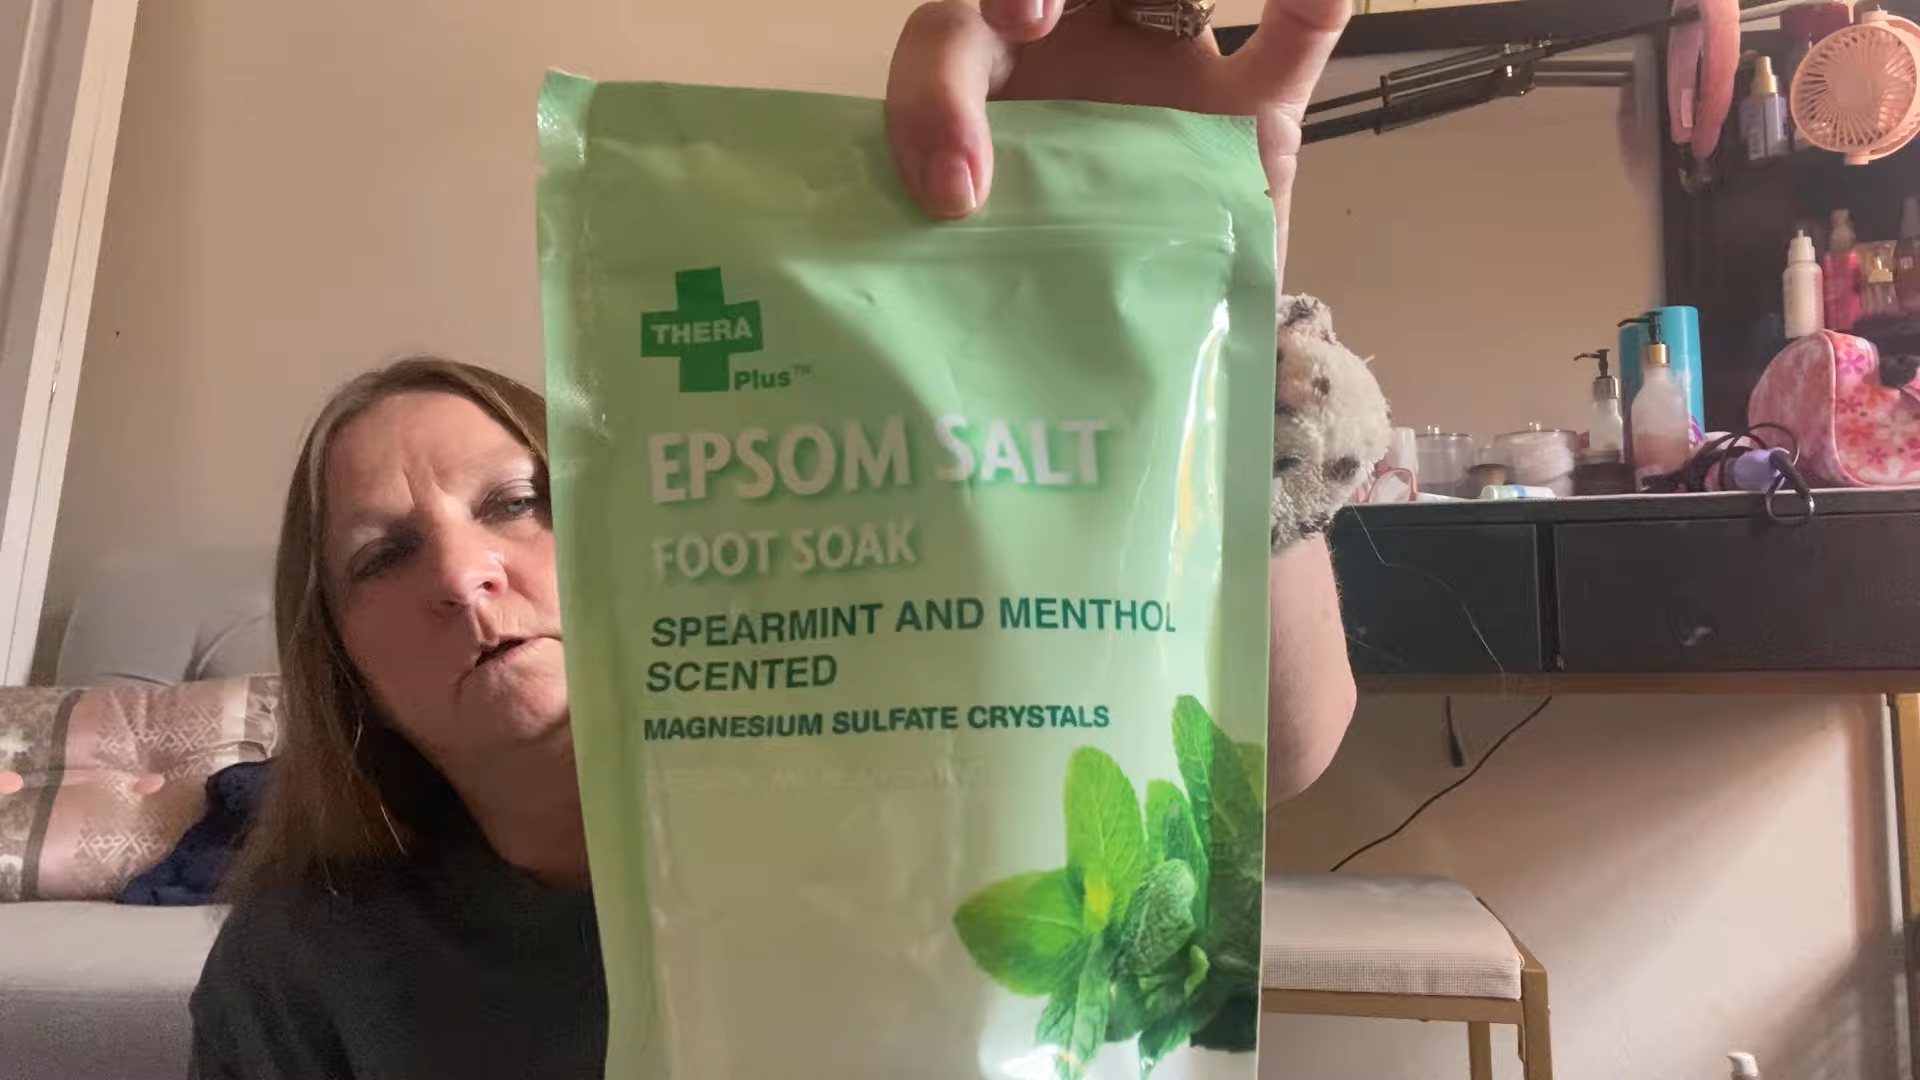 THERA
Plus™
EPSOM SALT
FOOT SOAK
SPEARMINT AND MENTHOL
SCENTED
MAGNESIUM SULFATE CRYSTALS